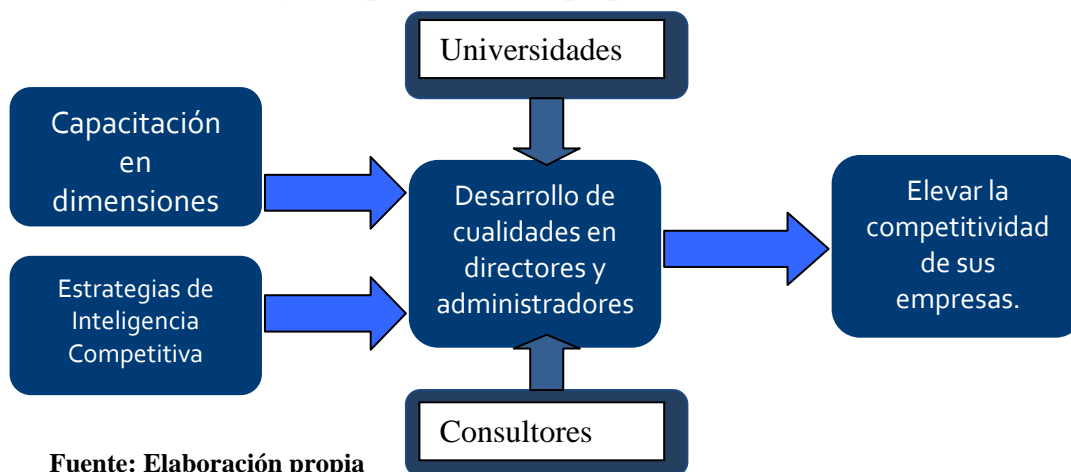 Universidades
Capacitación
en
dimensiones
Estrategias de
Inteligencia
Competitiva
Desarrollo de
cualidades en
directores y
administradores
Elevar la
competitividad
de sus
empresas.
Consultores
Fuente: Elaboración propia